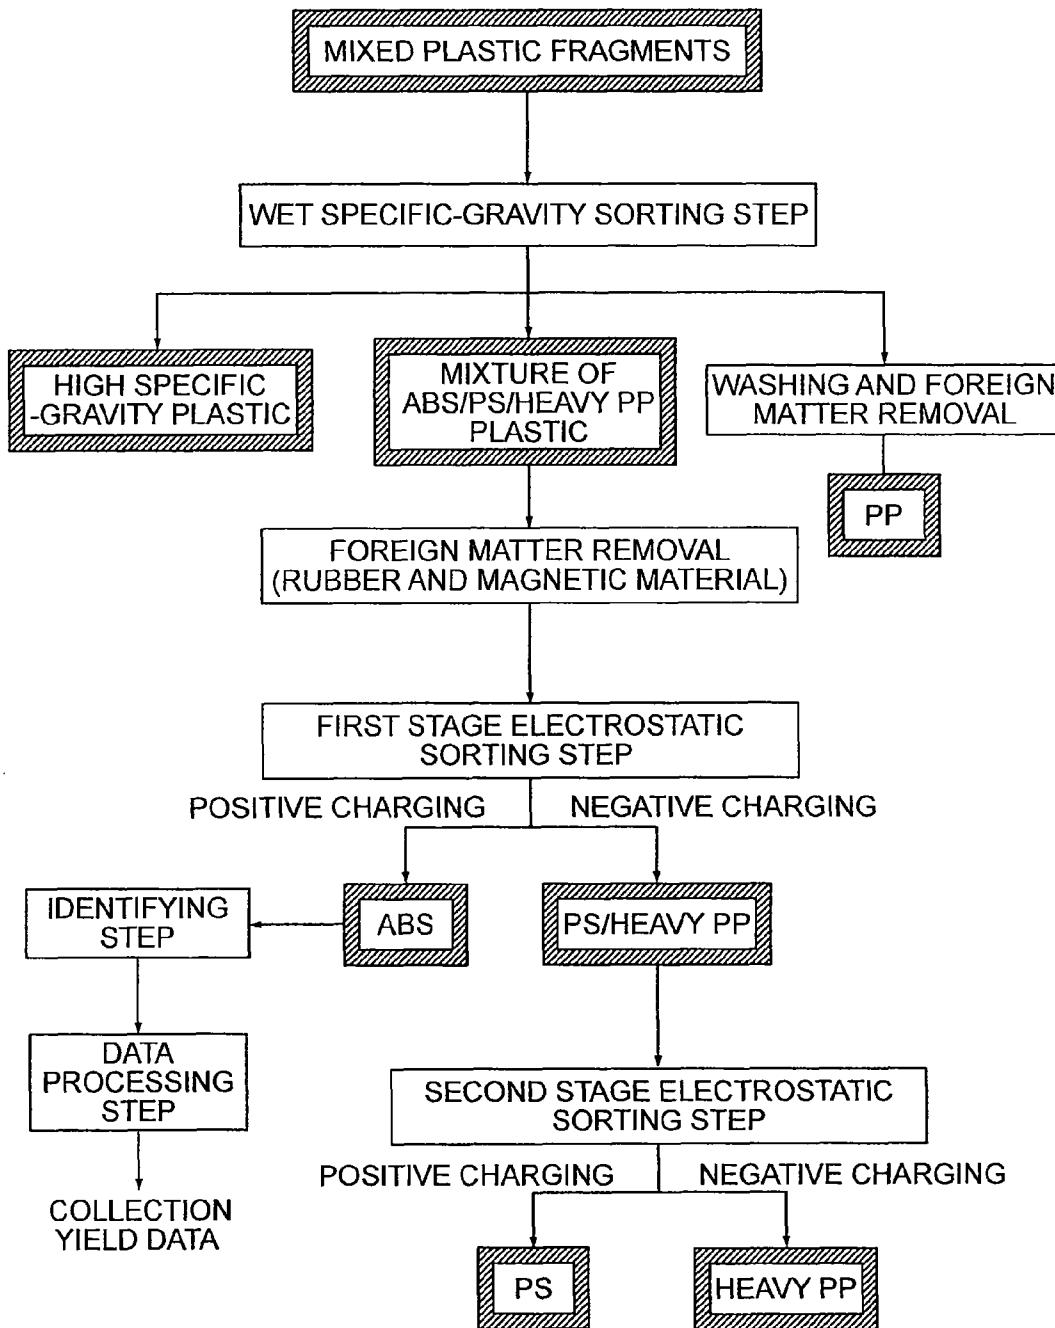 MIXED PLASTIC FRAGMENTS
WET SPECIFIC-GRAVITY SORTING STEP
HIGH SPECIFIC
-GRAVITY PLASTIC
MIXTURE OF
ABS/PS/HEAVY PP
PLASTIC
WASHING AND FOREIGN
MATTER REMOVAL
PP
FOREIGN MATTER REMOVAL
(RUBBER AND MAGNETIC MATERIAL)
FIRST STAGE ELECTROSTATIC
SORTING STEP
POSITIVE CHARGING
NEGATIVE CHARGING
IDENTIFYING
STEP
ABS
PS/HEAVY PP
DATA
PROCESSING
STEP
SECOND STAGE ELECTROSTATIC
SORTING STEP
POSITIVE CHARGING
NEGATIVE CHARGING
COLLECTION
YIELD DATA
PS
HEAVY PP